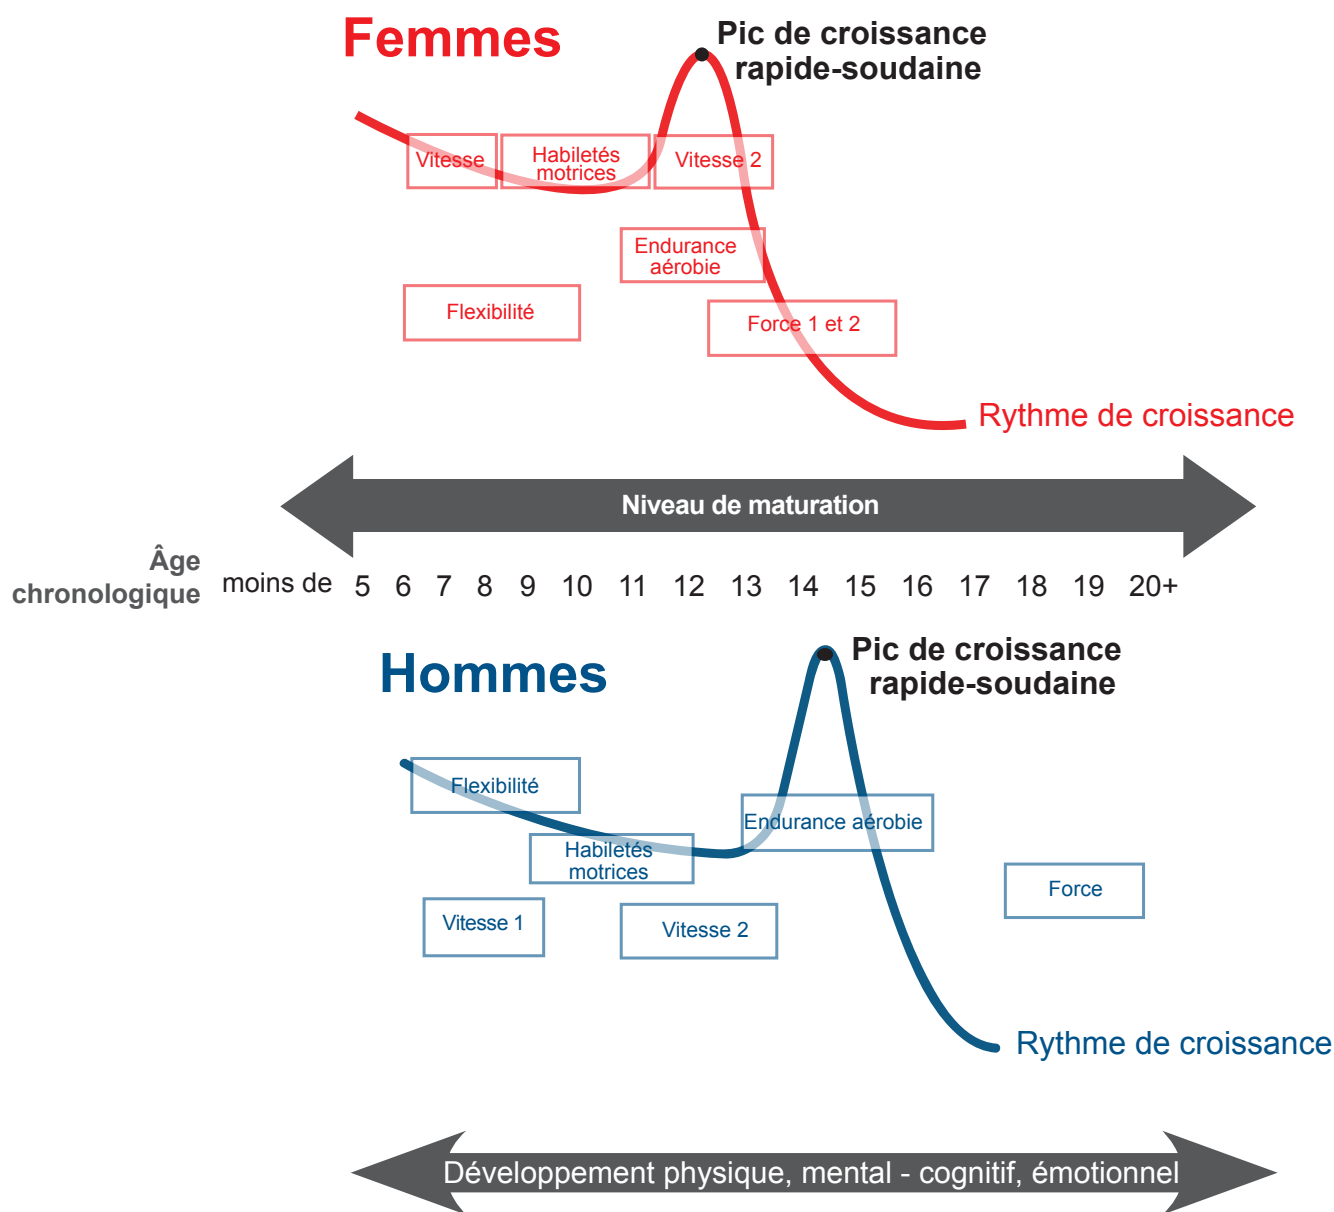 Femmes
Pic de croissance
rapide-soudaine
Vitesse
Habiletés
motrices
Vitesse 2
Endurance
aérobie
Flexibilité
Force 1 et 2
Rythme de croissance
Niveau de maturation
Âge
chronologique
moins de 5 6 7 8 9 10 11 12 13 14 15 16 17 18 19 20+
Hommes
Pic de croissance
rapide-soudaine
Flexibilité
Endurance aérobie
Habiletés
motrices
Force
Vitesse 1
Vitesse 2
Rythme de croissance
Développement physique, mental - cognitif, émotionnel